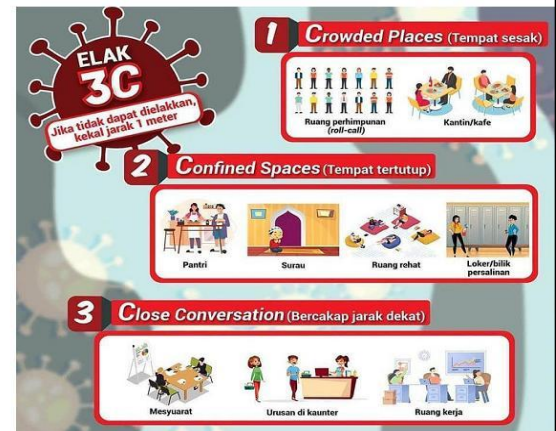 ELAK
3C
Jika tidak dapat dielakkan,
kekal jarak 1 meter
1 Crowded Places (Tempat sesak)
Ruang perhimpunan
(roll-call)
Kantin/kafe
2 Confined Spaces (Tempat tertutup)
Pantri
Surau
Ruang rehat
Loker/bilik
persalinan
3 Close Conversation (Bercakap jarak dekat)
Mesyuarat
Urusan di kaunter
Ruang kerja